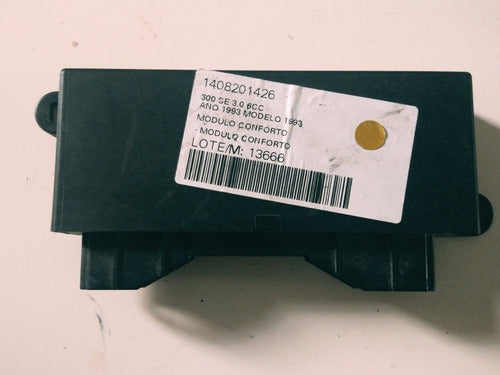 1408201426
300 SE 3.0 6CC
ANO 1993 MODELO 1993
MODULO CONFORTO
- MODULO CONFORTO
LOTE/M: 13666